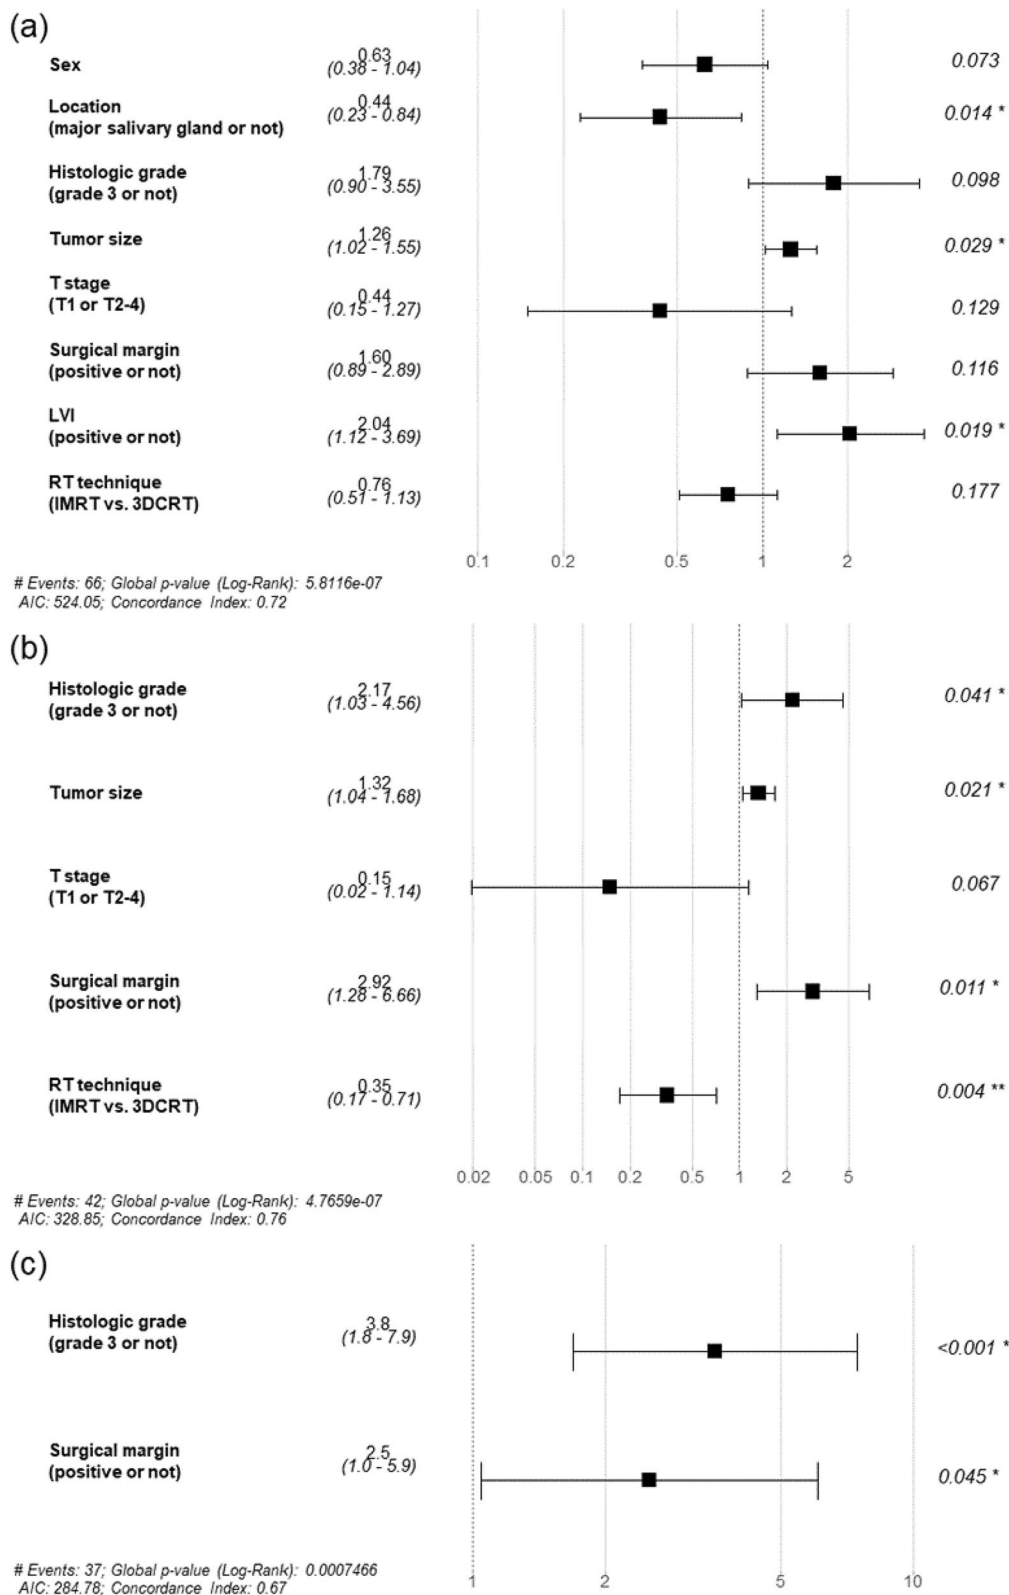 (a)
Sex 0.63 0.073
(0.38 - 1.04)
Location 0.44 0.014 *
(major salivary gland or not) (0.23 - 0.84)
Histologic grade 1.79 0.098
(grade 3 or not) (0.90 - 3.55)
Tumor size 1.26 0.029 *
(1.02 - 1.55)
T stage 0.44 0.129
(T1 or T2-4) (0.15 - 1.27)
Surgical margin 1.60 0.116
(positive or not) (0.89 - 2.89)
LVI 2.04 0.019 *
(positive or not) (1.12 - 3.69)
RT technique 0.76 0.177
(IMRT vs. 3DCRT) (0.51 - 1.13)
0.1 0.2 0.5 1 2
# Events: 66; Global p-value (Log-Rank): 5.8116e-07
AIC: 524.05; Concordance Index: 0.72
(b)
Histologic grade 2.17 0.041 *
(grade 3 or not) (1.03 - 4.56)
Tumor size 1.32 0.021 *
(1.04 - 1.68)
T stage 0.15 0.067
(T1 or T2-4) (0.02 - 1.14)
Surgical margin 2.92 0.011 *
(positive or not) (1.28 - 6.66)
RT technique 0.35 0.004 **
(IMRT vs. 3DCRT) (0.17 - 0.71)
0.02 0.05 0.1 0.2 0.5 1 2 5
# Events: 42; Global p-value (Log-Rank): 4.7659e-07
AIC: 328.85; Concordance Index: 0.76
(c)
Histologic grade 3.8 <0.001 *
(grade 3 or not) (1.8 - 7.9)
Surgical margin 2.5 0.045 *
(positive or not) (1.0 - 5.9)
1 2 5 10
# Events: 37; Global p-value (Log-Rank): 0.0007466
AIC: 284.78; Concordance Index: 0.67